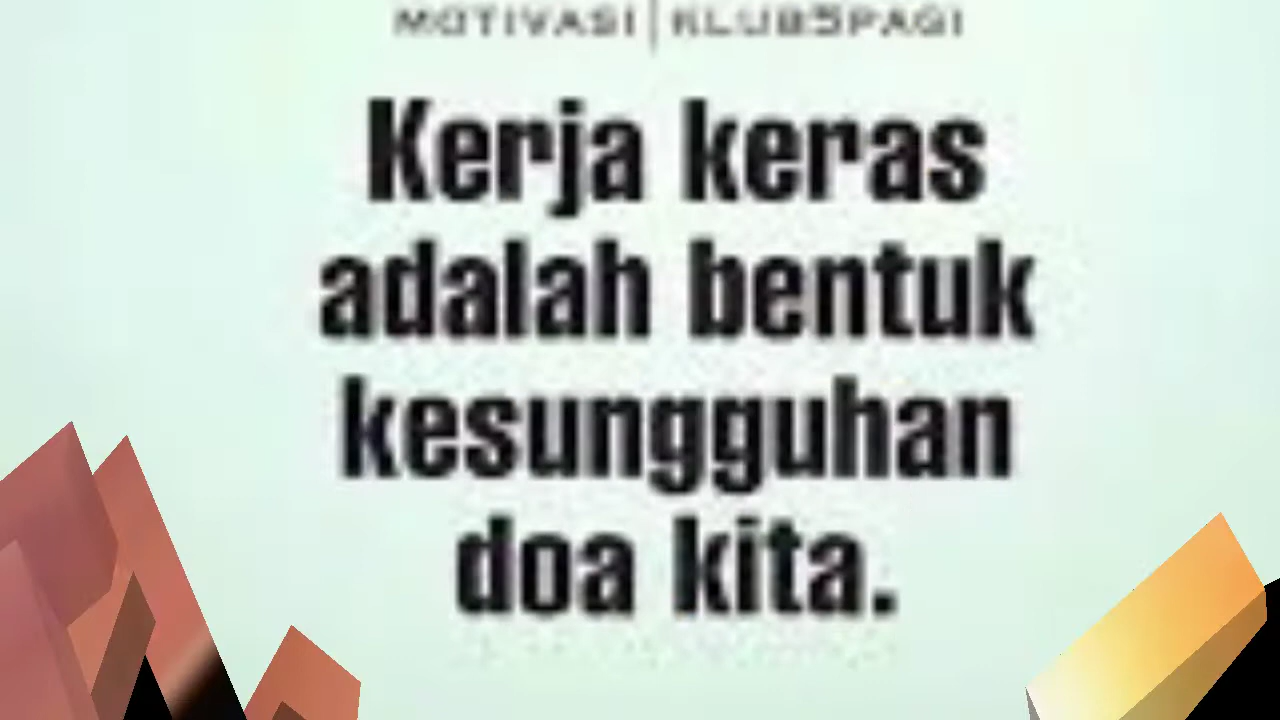 MOTIVASI | KLUB5PAGI
Kerja keras
adalah bentuk
kesungguhan
doa kita.